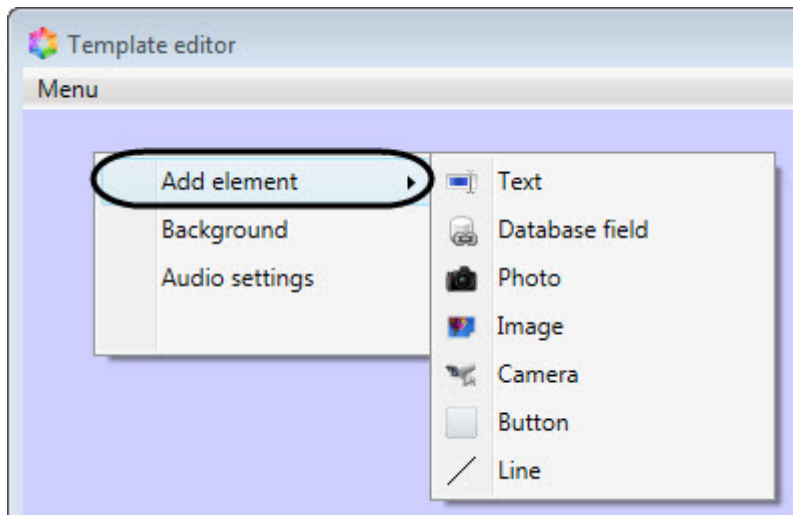 Template editor
Menu
Add element
Background
Audio settings
Text
Database field
Photo
Image
Camera
Button
Line